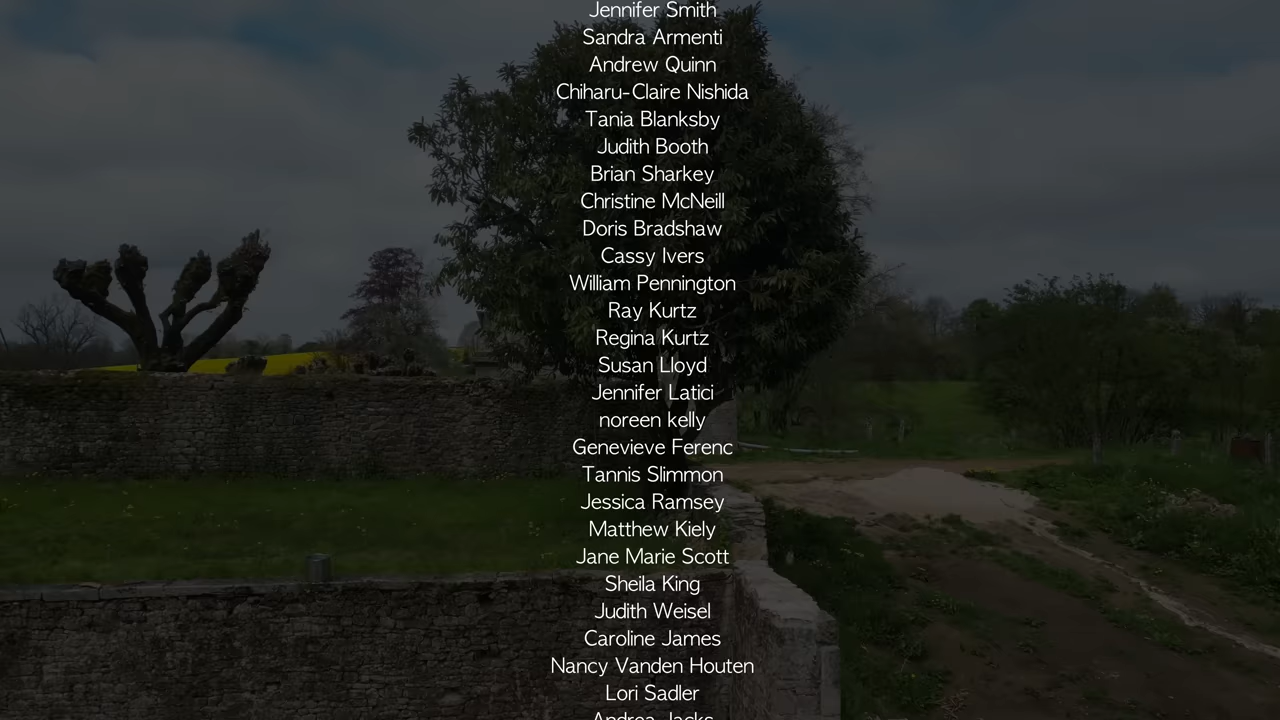 Jennifer Smith
Sandra Armenti
Andrew Quinn
Chiharu-Claire Nishida
Tania Blanksby
Judith Booth
Brian Sharkey
Christine McNeill
Doris Bradshaw
Cassy Ivers
William Pennington
Ray Kurtz
Regina Kurtz
Susan Lloyd
Jennifer Latici
noreen kelly
Genevieve Ferenc
Tannis Slimmon
Jessica Ramsey
Matthew Kiely
Jane Marie Scott
Sheila King
Judith Weisel
Caroline James
Nancy Vanden Houten
Lori Sadler
Andrea Jacks